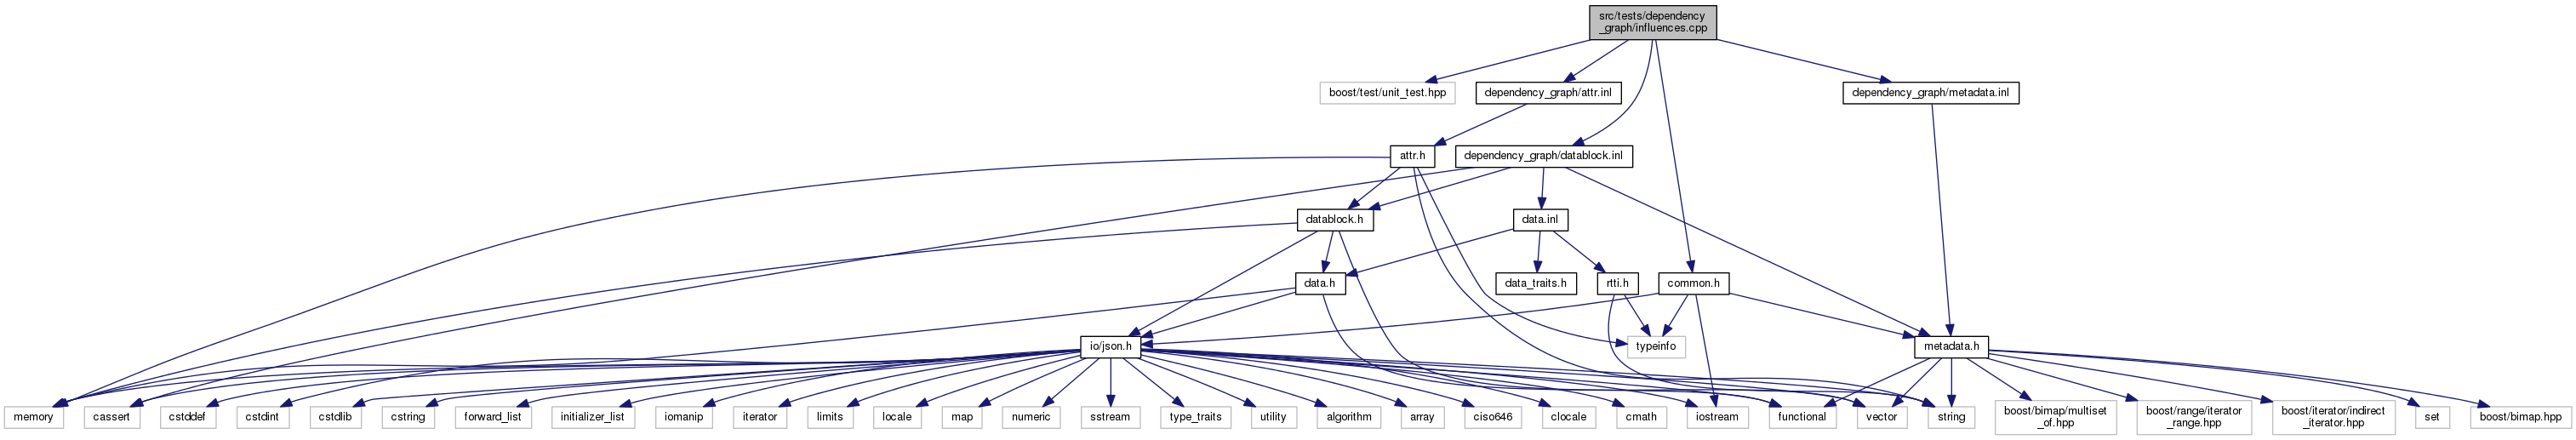 src/tests/dependency
_graph/influences.cpp
boost/test/unit_test.hpp
dependency_graph/attr.inl
dependency_graph/metadata.inl
attr.h
dependency_graph/datablock.inl
datablock.h
data.inl
data.h
data_traits.h
rtti.h
common.h
io/json.h
typeinfo
metadata.h
memory
cassert
cstddef
cstdint
cstdlib
cstring
forward_list
initializer_list
iomanip
iterator
limits
locale
map
numeric
sstream
type_traits
utility
algorithm
array
ciso646
clocale
cmath
iostream
functional
vector
string
boost/bimap/multiset
_of.hpp
boost/range/iterator
_range.hpp
boost/iterator/indirect
_iterator.hpp
set
boost/bimap.hpp